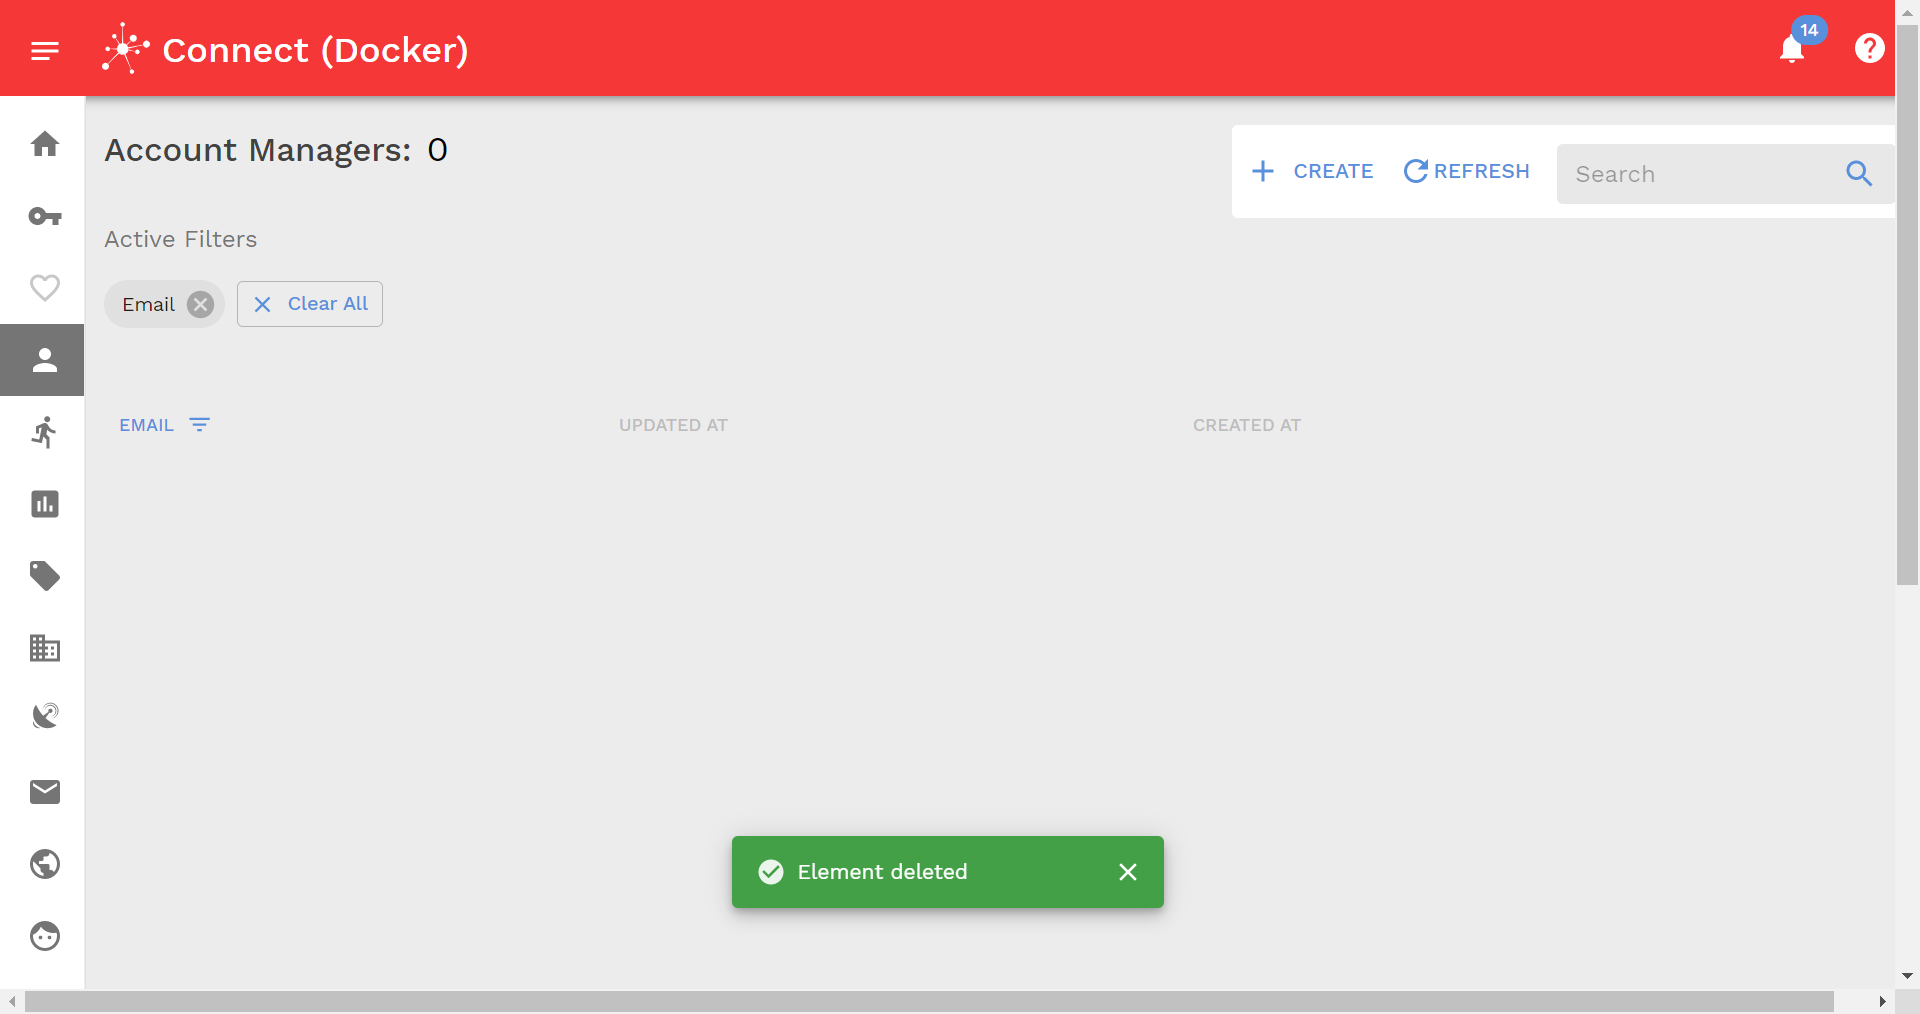 Connect (Docker)
14
Account Managers: 0
CREATE
REFRESH
Search
Active Filters
Email
Clear All
EMAIL
UPDATED AT
CREATED AT
Element deleted